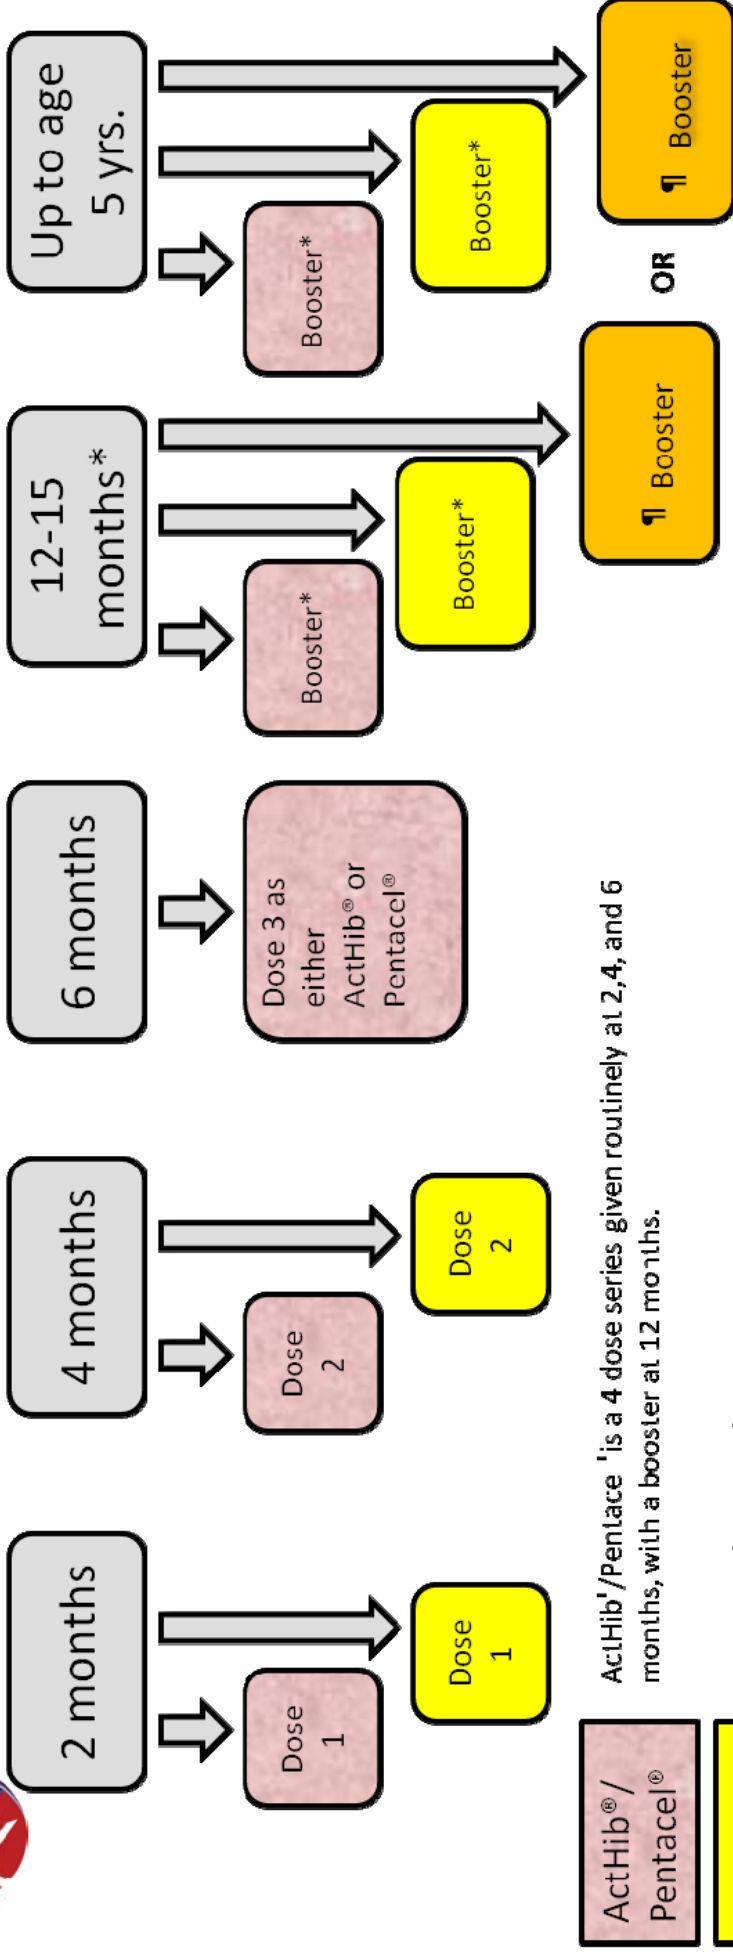 2 months
4 months
6 months
12-15
months*
Up to age
5 yrs.
Dose
1
Dose
1
Dose
2
Dose
2
Dose 3 as
either
ActHib® or
Pentacel®
Booster*
Booster*
¶ Booster
OR
Booster*
Booster*
¶ Booster
ActHib®/
Pentacel®
ActHib'/Pentace 'is a 4 dose series given routinely at 2,4, and 6
months, with a booster at 12 months.